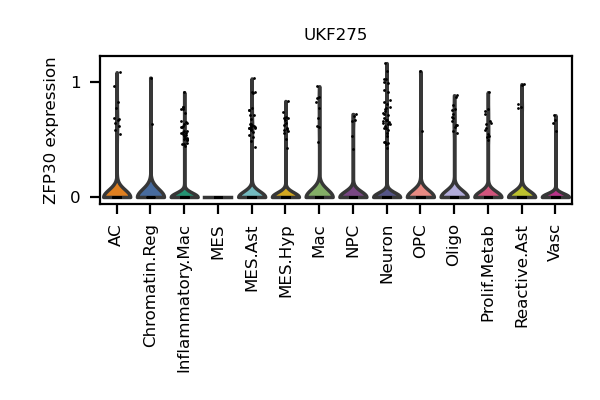 UKF275
ZFP30 expression
1
0
AC
Chromatin.Reg
Inflammatory.Mac
MES
MES.Ast
MES.Hyp
Mac
NPC
Neuron
OPC
Oligo
Prolif.Metab
Reactive.Ast
Vasc